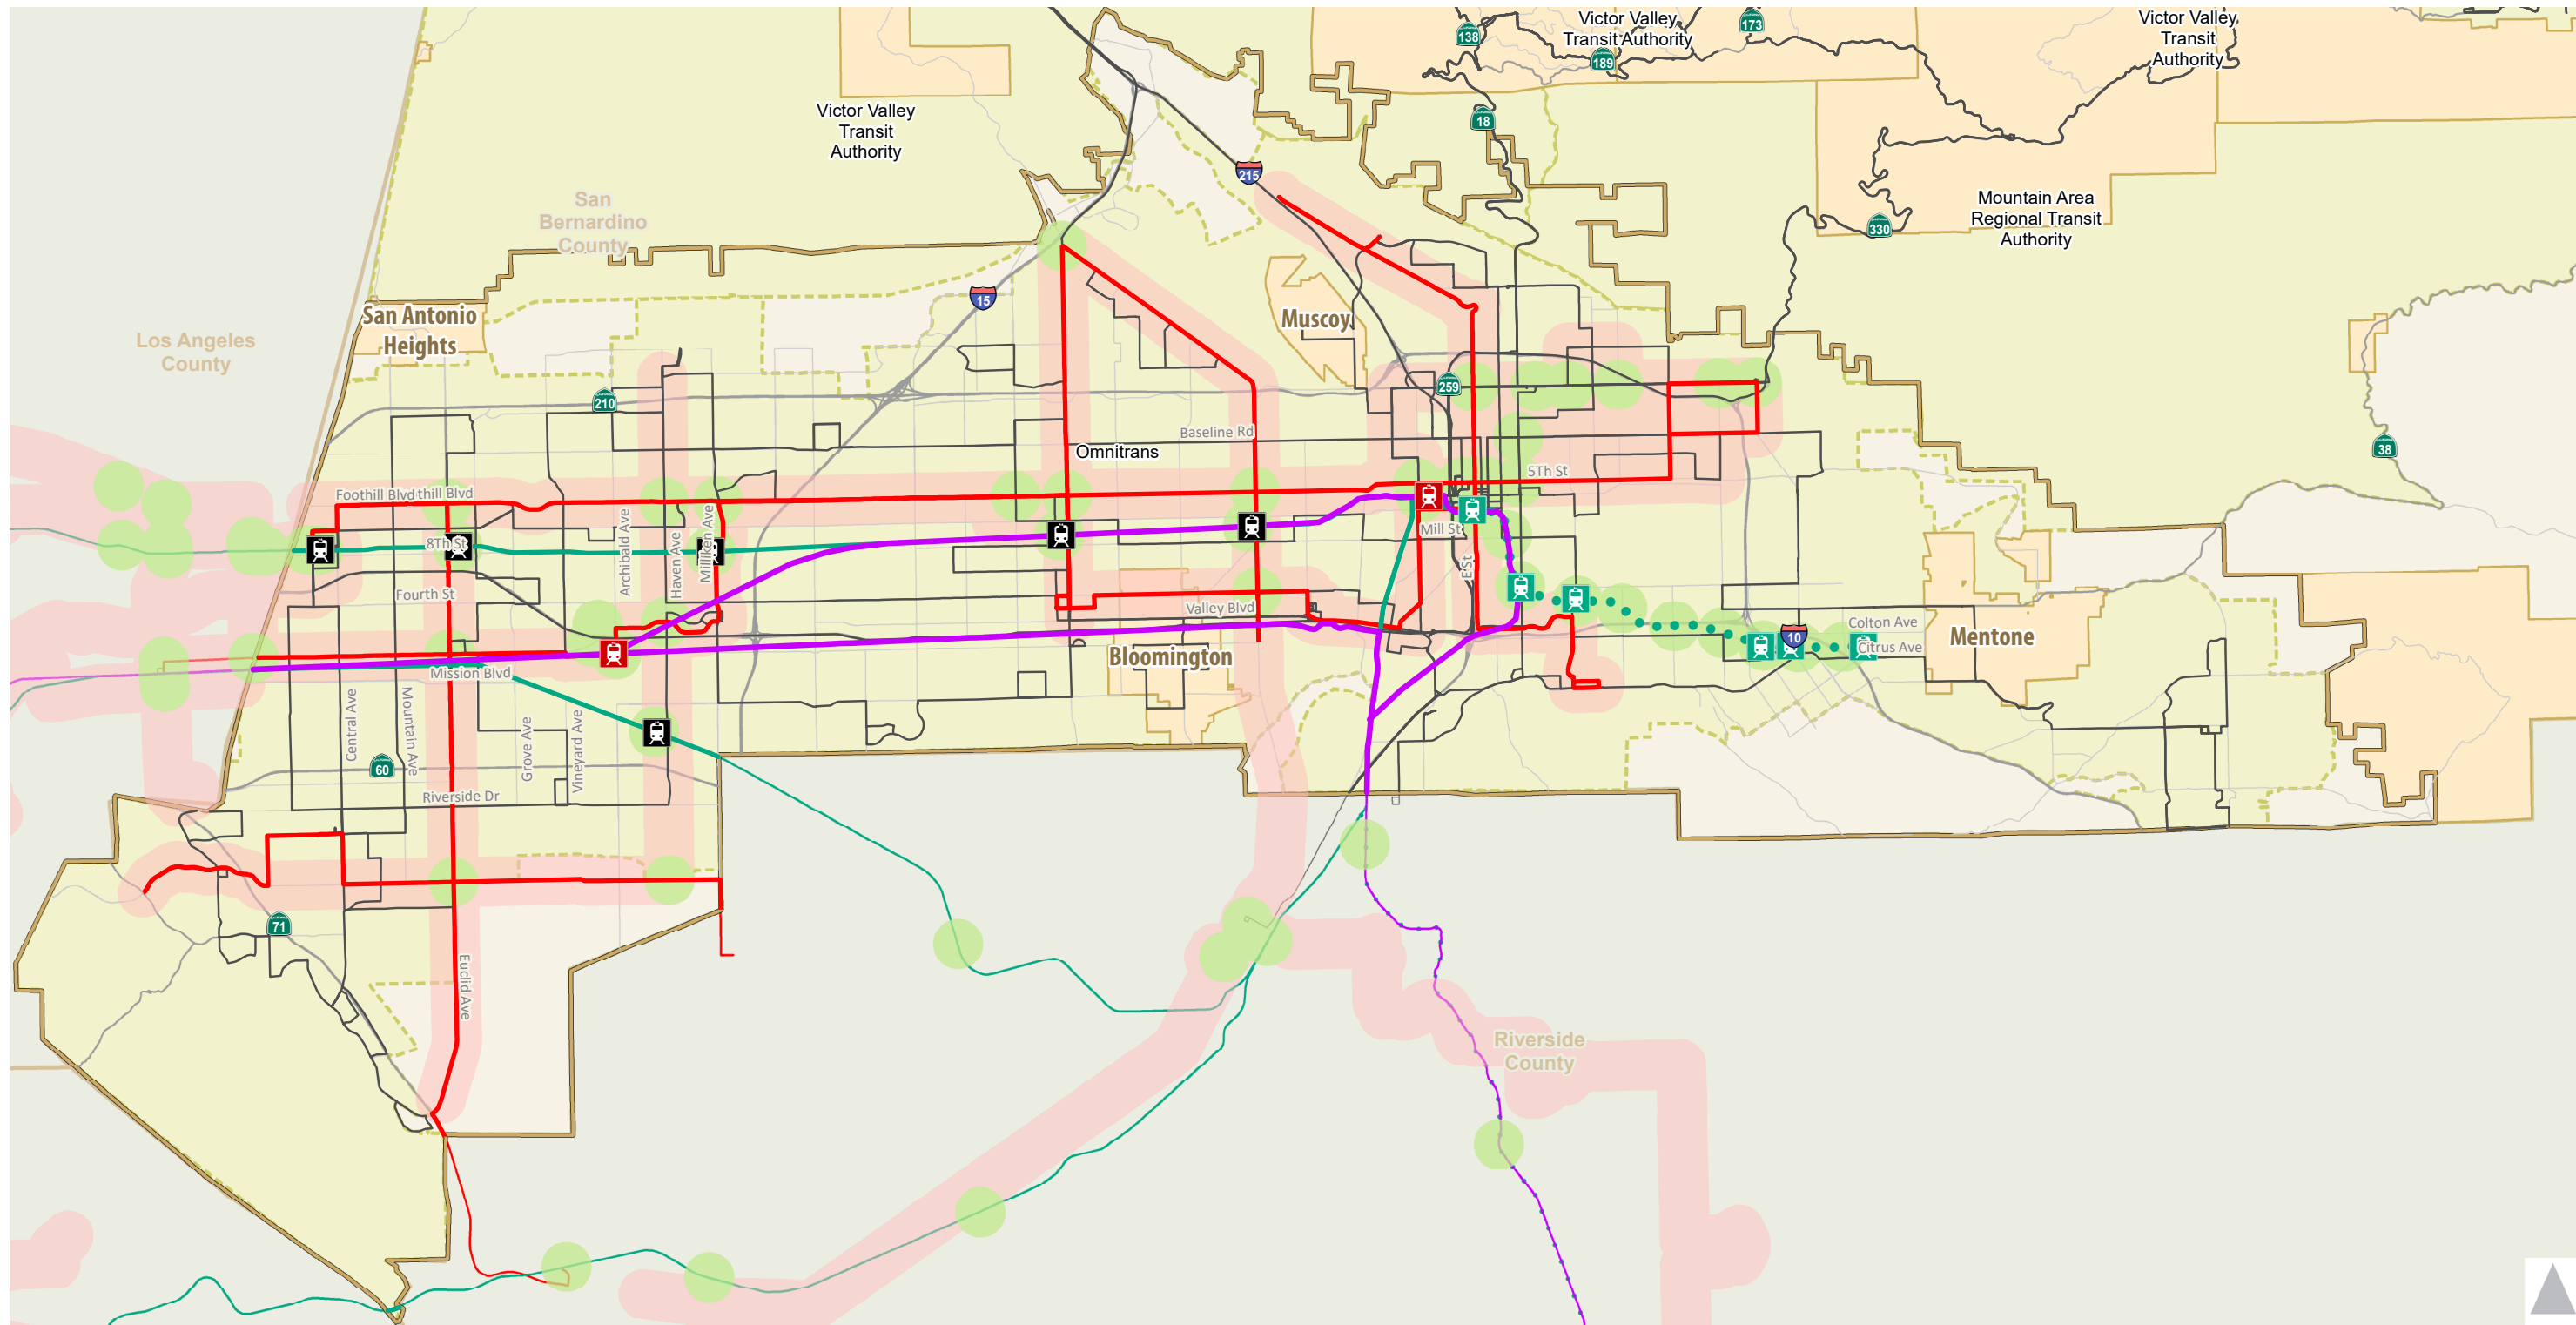 Victor Valley
Transit Authority
138
189
173
Victor Valley
Transit
Authority
18
Victor Valley
Transit
Authority
215
San
Bernardino
County
Mountain Area
Regional Transit
Authority
330
15
San Antonio
Heights
Los Angeles
County
Muscoy
259
210
Baseline Rd
38
Omnitrans
5Th St
Foothill Blvd
thill Blvd
Mill St
8Th St
Archibald Ave
Haven Ave
Milliken Ave
E St
Fourth St
Valley Blvd
Colton Ave
10
Citrus Ave
Mentone
Bloomington
Mission Blvd
Central Ave
Mountain Ave
Grove Ave
Vineyard Ave
60
Riverside Dr
71
Euclid Ave
Riverside
County